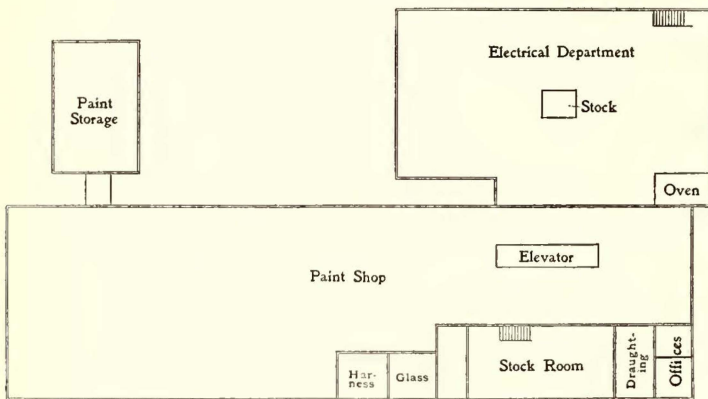 Electrical Department
Stock
Paint
Storage
Oven
Elevator
Paint Shop
Har-
ness
Glass
Stock Room
Draught-
ing
Offices